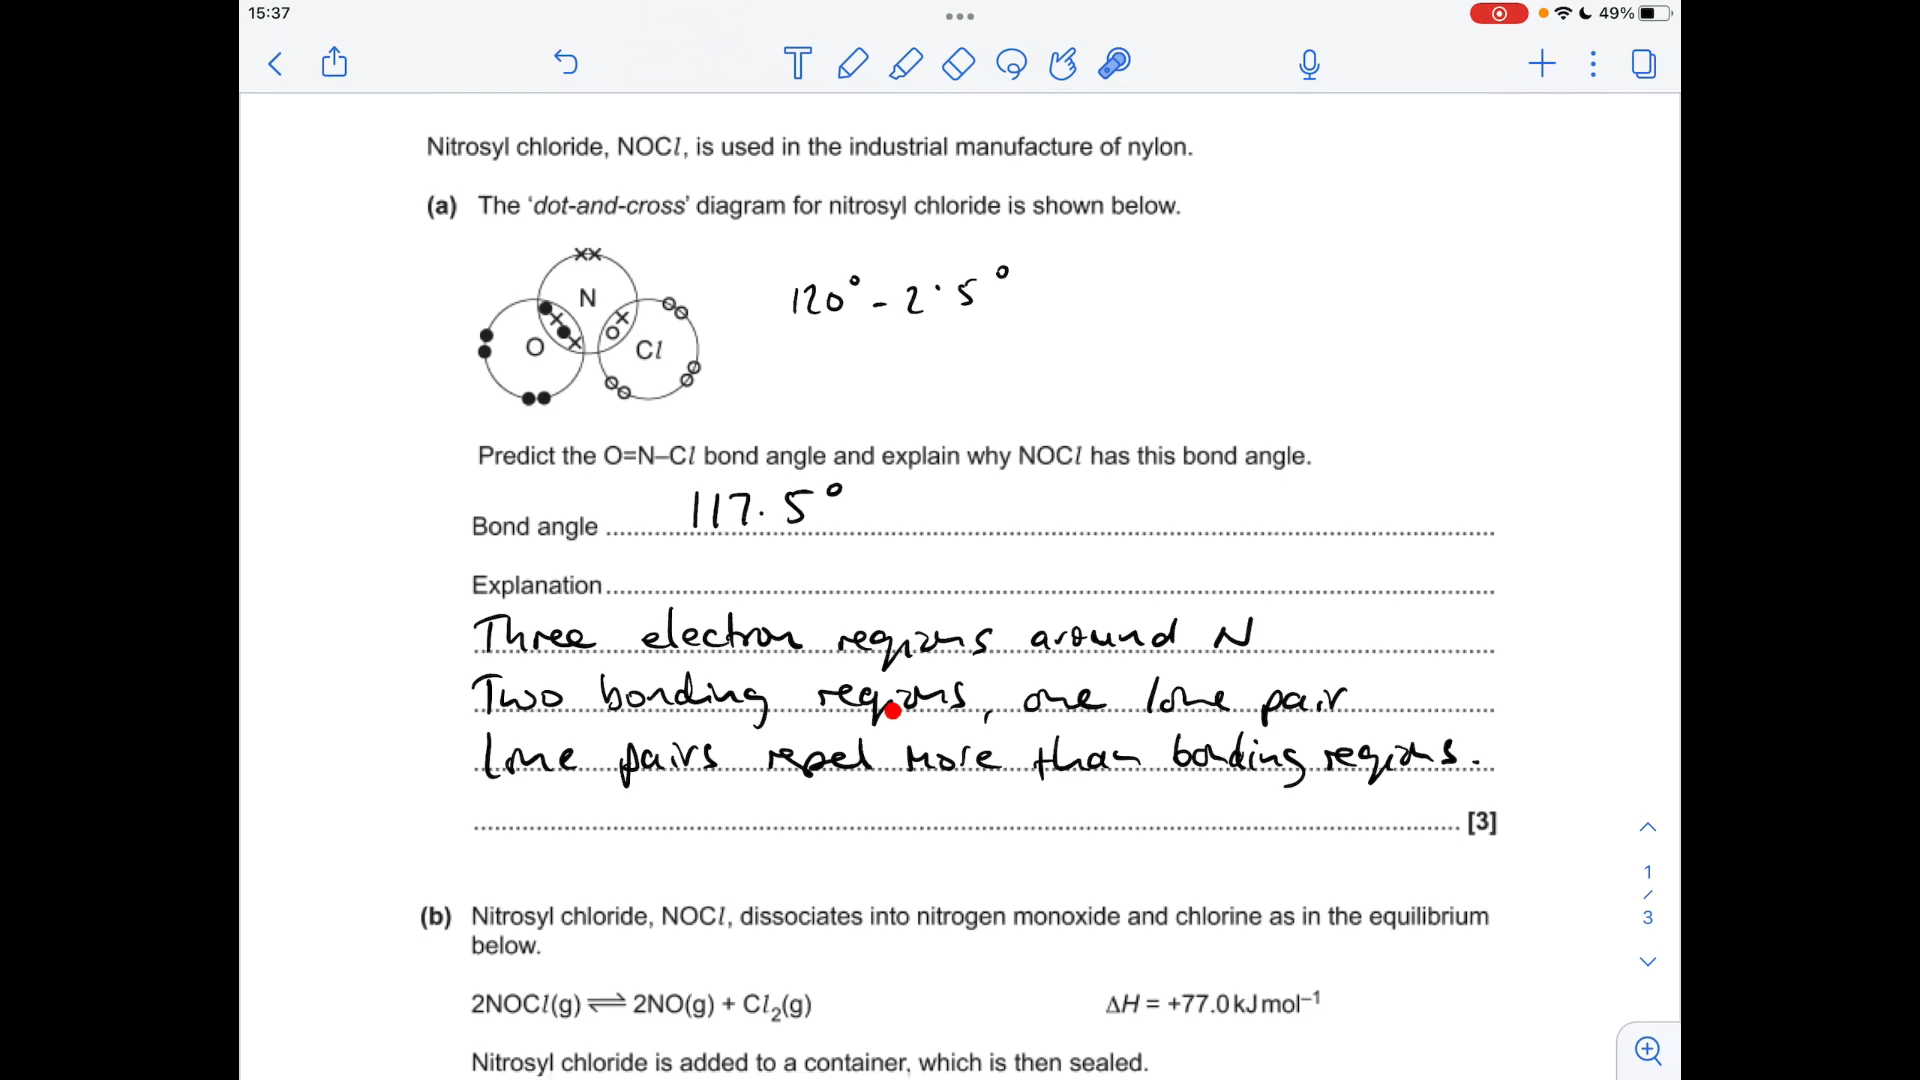 15:37
49%
Nitrosyl chloride, NOCl, is used in the industrial manufacture of nylon.
(a) The ‘dot-and-cross’ diagram for nitrosyl chloride is shown below.
N
O
Cl
120° - 2.5°
Predict the O=N–Cl bond angle and explain why NOCl has this bond angle.
Bond angle 117.5°
Explanation
Three electron regions around N
Two bonding regions, one lone pair
lone pairs repel more than bonding regions.
[3]
(b) Nitrosyl chloride, NOCl, dissociates into nitrogen monoxide and chlorine as in the equilibrium
below.
2NOCl(g) ⇌ 2NO(g) + Cl₂(g) ΔH = +77.0 kJ mol⁻¹
Nitrosyl chloride is added to a container, which is then sealed.
1
/
3